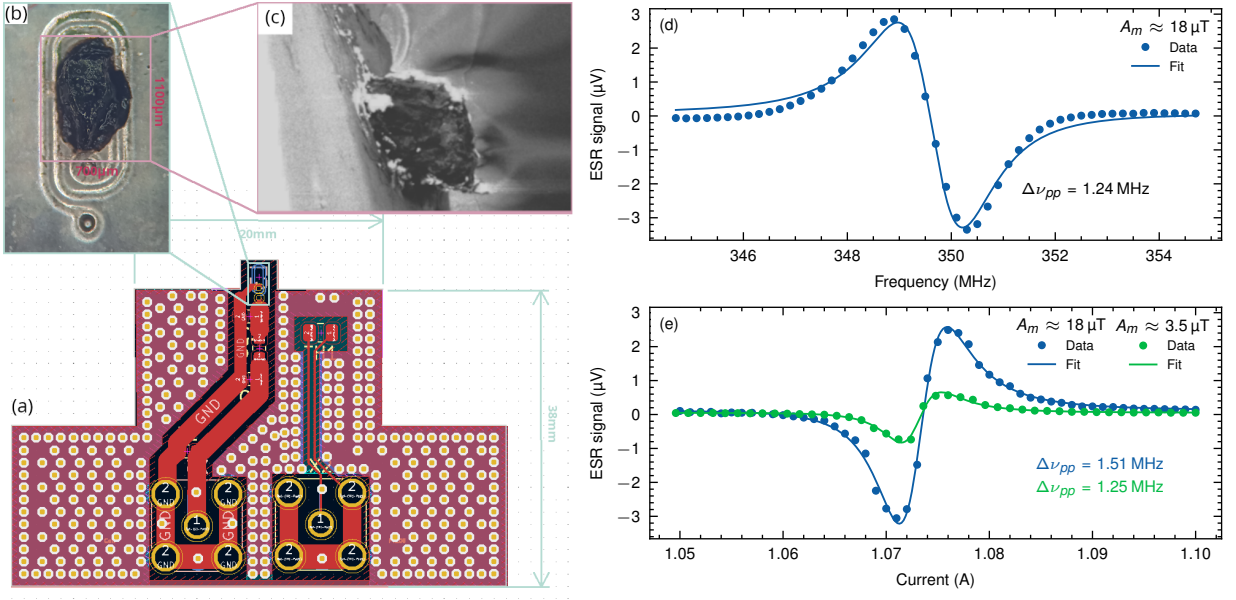 (b)
1100μm
700μm
(c)
20mm
38mm
(a)
GND
GND
GND
GND
GND
GND
GND
2
2
2
2
1
2
2
2
2
1
(d)
A_m ≈ 18 μT
Data
Fit
Δν_pp = 1.24 MHz
ESR signal (μV)
3
2
1
0
−1
−2
−3
346
348
350
352
354
Frequency (MHz)
(e)
A_m ≈ 18 μT
A_m ≈ 3.5 μT
Data
Data
Fit
Fit
Δν_pp = 1.51 MHz
Δν_pp = 1.25 MHz
ESR signal (μV)
3
2
1
0
−1
−2
−3
1.05
1.06
1.07
1.08
1.09
1.10
Current (A)